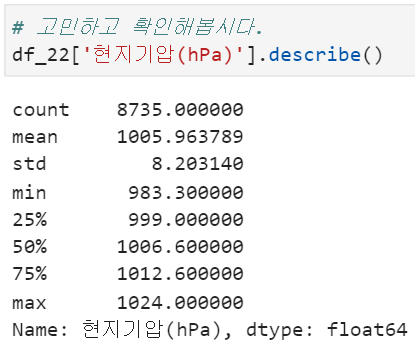 # 고민하고 확인해봅시다.
df_22['현지기압(hPa)'].describe()
count    8735.000000
mean     1005.963789
std         8.203140
min       983.300000
25%       999.000000
50%      1006.600000
75%      1012.600000
max      1024.000000
Name: 현지기압(hPa), dtype: float64